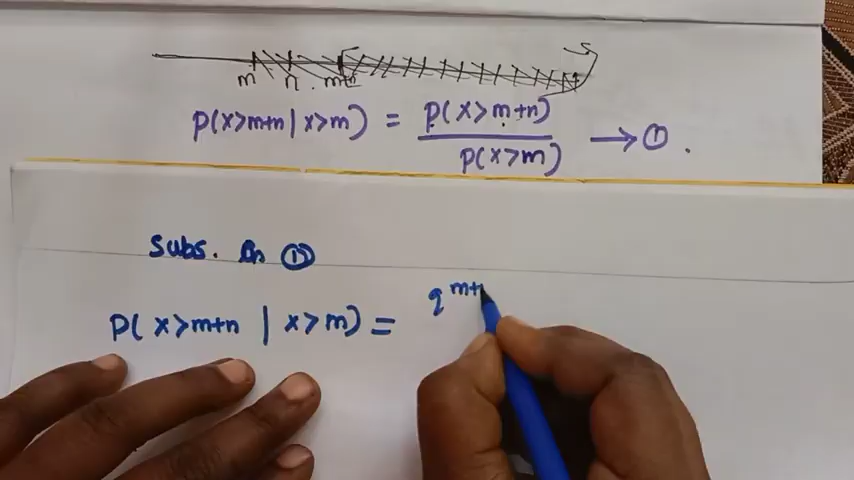 m n m+n
P(X>m+n | X>m) = P(X>m+n) / P(X>m) → ①.
Subs. in ①
P( X>m+n | X>m) = q^m+